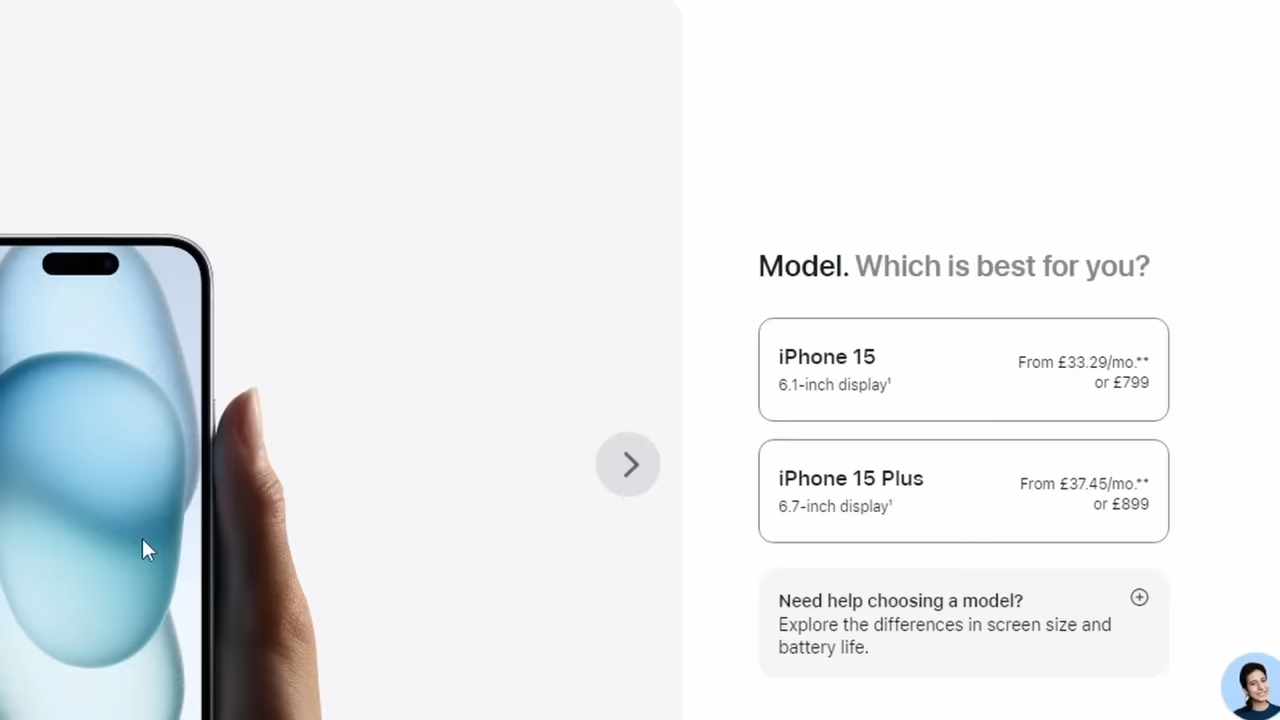 Model. Which is best for you?
iPhone 15
6.1-inch display¹
From £33.29/mo.**
or £799
iPhone 15 Plus
6.7-inch display¹
From £37.45/mo.**
or £899
Need help choosing a model?
Explore the differences in screen size and
battery life.